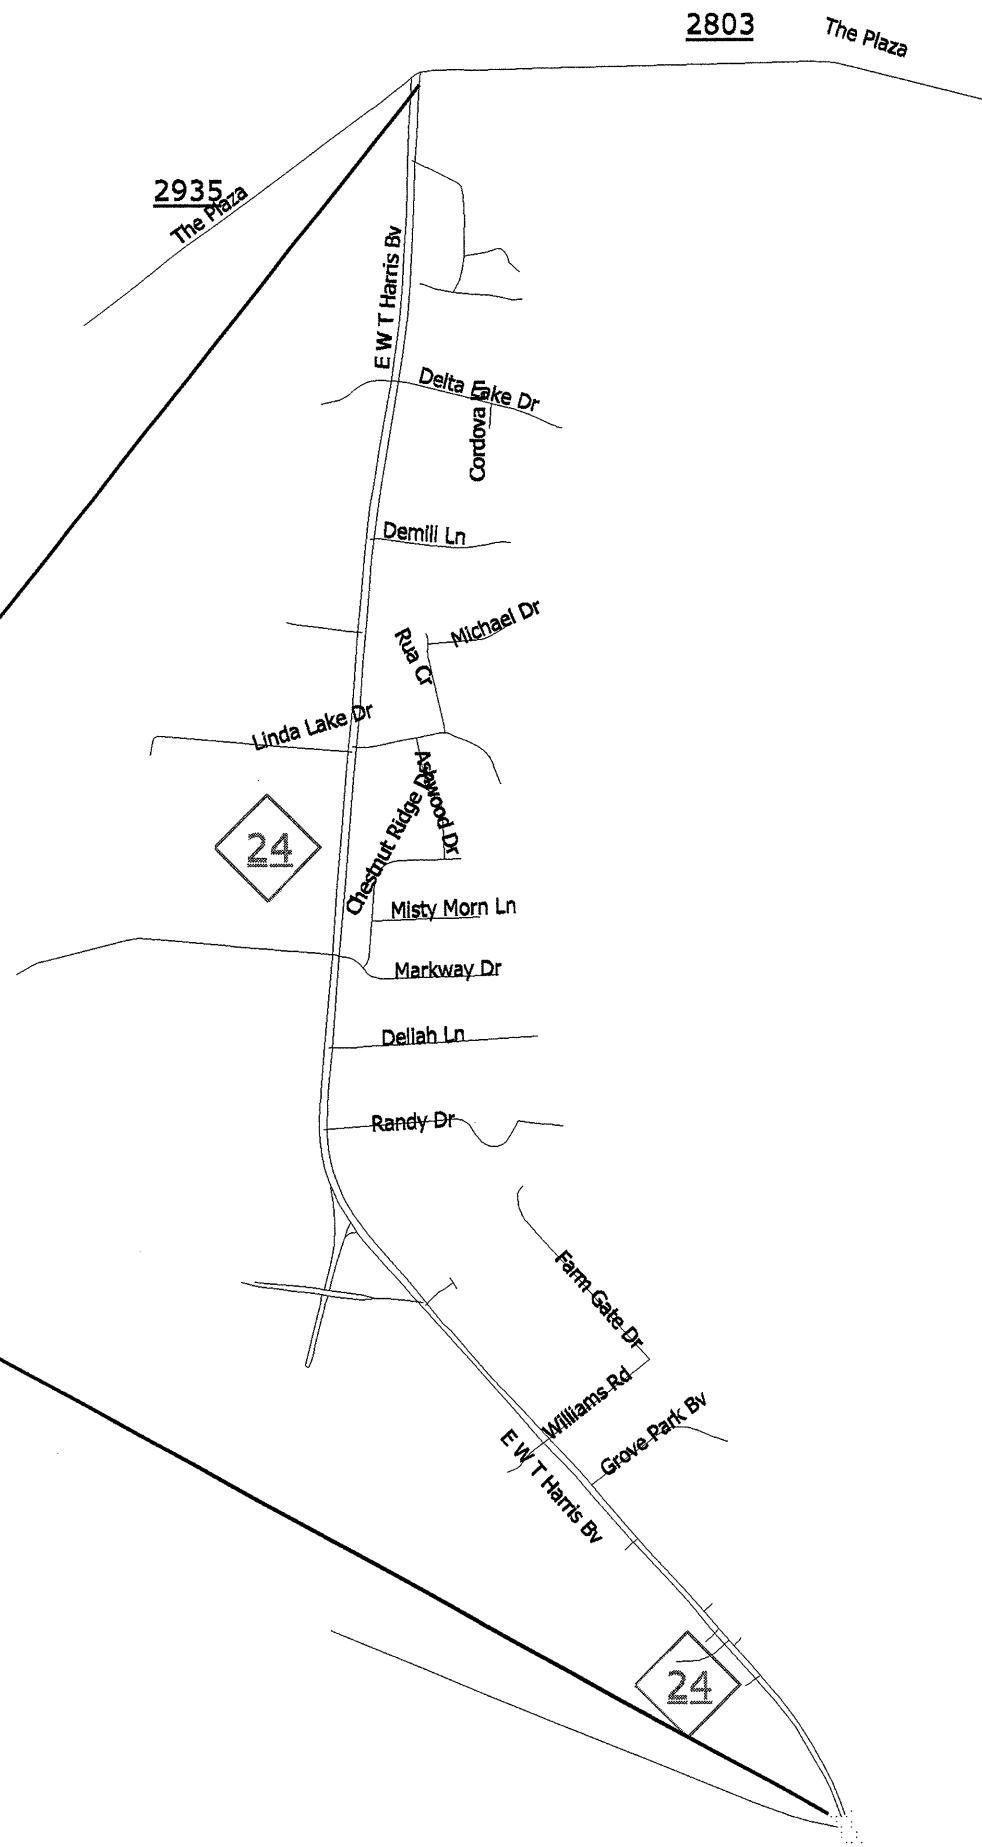 2803
The Plaza
2935
The Plaza
E W T Harris Bv
Delta Lake Dr
Cordova Ln
Demill Ln
Michael Dr
Rua Cr
Linda Lake Dr
Ashwood Dr
Chestnut Ridge Dr
24
Misty Morn Ln
Markway Dr
Deliah Ln
Randy Dr
Farm Gate Dr
Williams Rd
Grove Park Bv
E W T Harris Bv
24